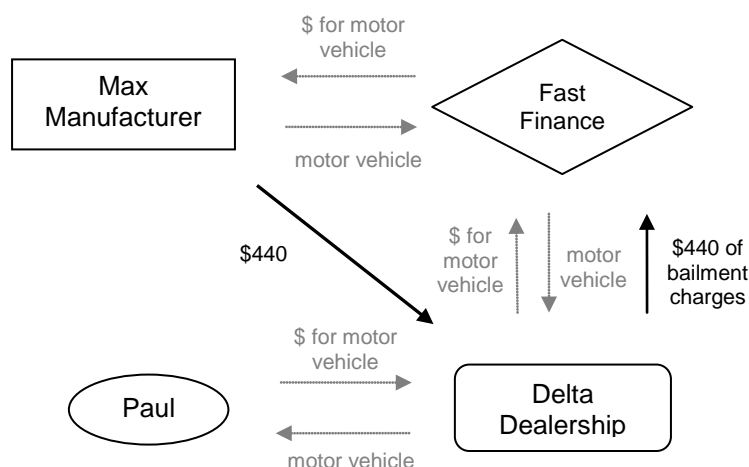 $ for motor
vehicle
Max
Manufacturer
Fast
Finance
motor vehicle
$440
$ for
motor
vehicle
motor
vehicle
$440 of
bailment
charges
$ for motor
vehicle
Paul
Delta
Dealership
motor vehicle